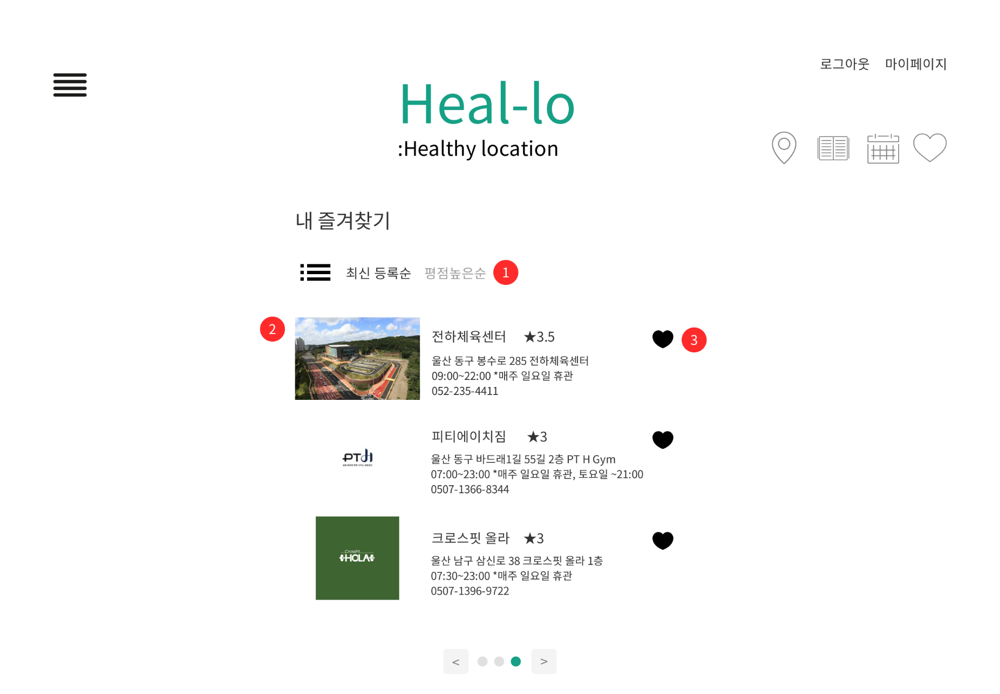 로그아웃 마이페이지
Heal-lo
:Healthy location
내 즐겨찾기
최신 등록순 평점높은순 1
2
전하체육센터 ★3.5
3
울산 동구 봉수로 285 전하체육센터
09:00~22:00 *매주 일요일 휴관
052-235-4411
피티에이치짐 ★3
PTH
울산 동구 바드래1길 55길 2층 PT H Gym
07:00~23:00 *매주 일요일 휴관, 토요일 ~21:00
0507-1366-8344
크로스핏 올라 ★3
CrossFit
HOLA
울산 남구 삼신로 38 크로스핏 올라 1층
07:30~23:00 *매주 일요일 휴관
0507-1396-9722
< >